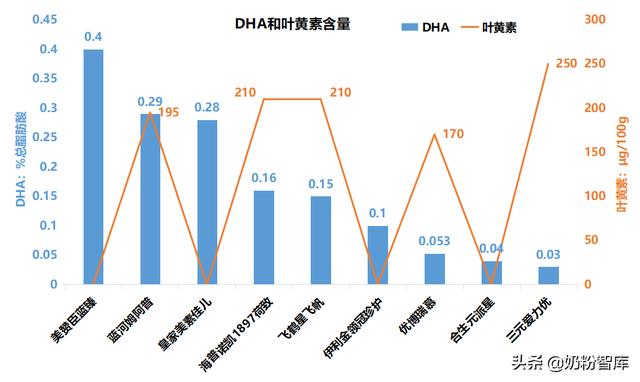 DHA和叶黄素含量
DHA
叶黄素
DHA：%总脂肪酸
叶黄素：μg/100g
0.45
0.4
0.35
0.3
0.25
0.2
0.15
0.1
0.05
0
300
250
200
150
100
50
0
0.4
0.29
195
0.28
210
0.16
210
0.15
0.1
170
0.053
0.04
250
0.03
美赞臣蓝臻
蓝河姆阿普
皇家美素佳儿
海普诺凯1897荷致
飞鹤星飞帆
伊利金领冠珍护
优博瑞慕
合生元派星
三元爱力优
头条 @奶粉智库